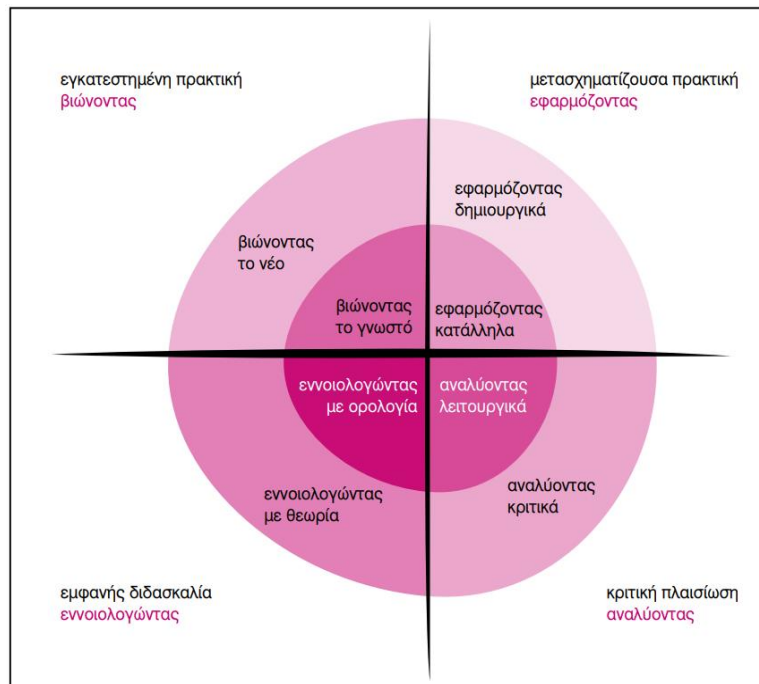 εγκατεστημένη πρακτική
βιώνοντας
μετασχηματίζουσα πρακτική
εφαρμόζοντας
εφαρμόζοντας
δημιουργικά
βιώνοντας
το νέο
βιώνοντας
το γνωστό
εφαρμόζοντας
κατάλληλα
εννοιολογώντας
με ορολογία
αναλύοντας
λειτουργικά
εννοιολογώντας
με θεωρία
αναλύοντας
κριτικά
εμφανής διδασκαλία
εννοιολογώντας
κριτική πλαισίωση
αναλύοντας